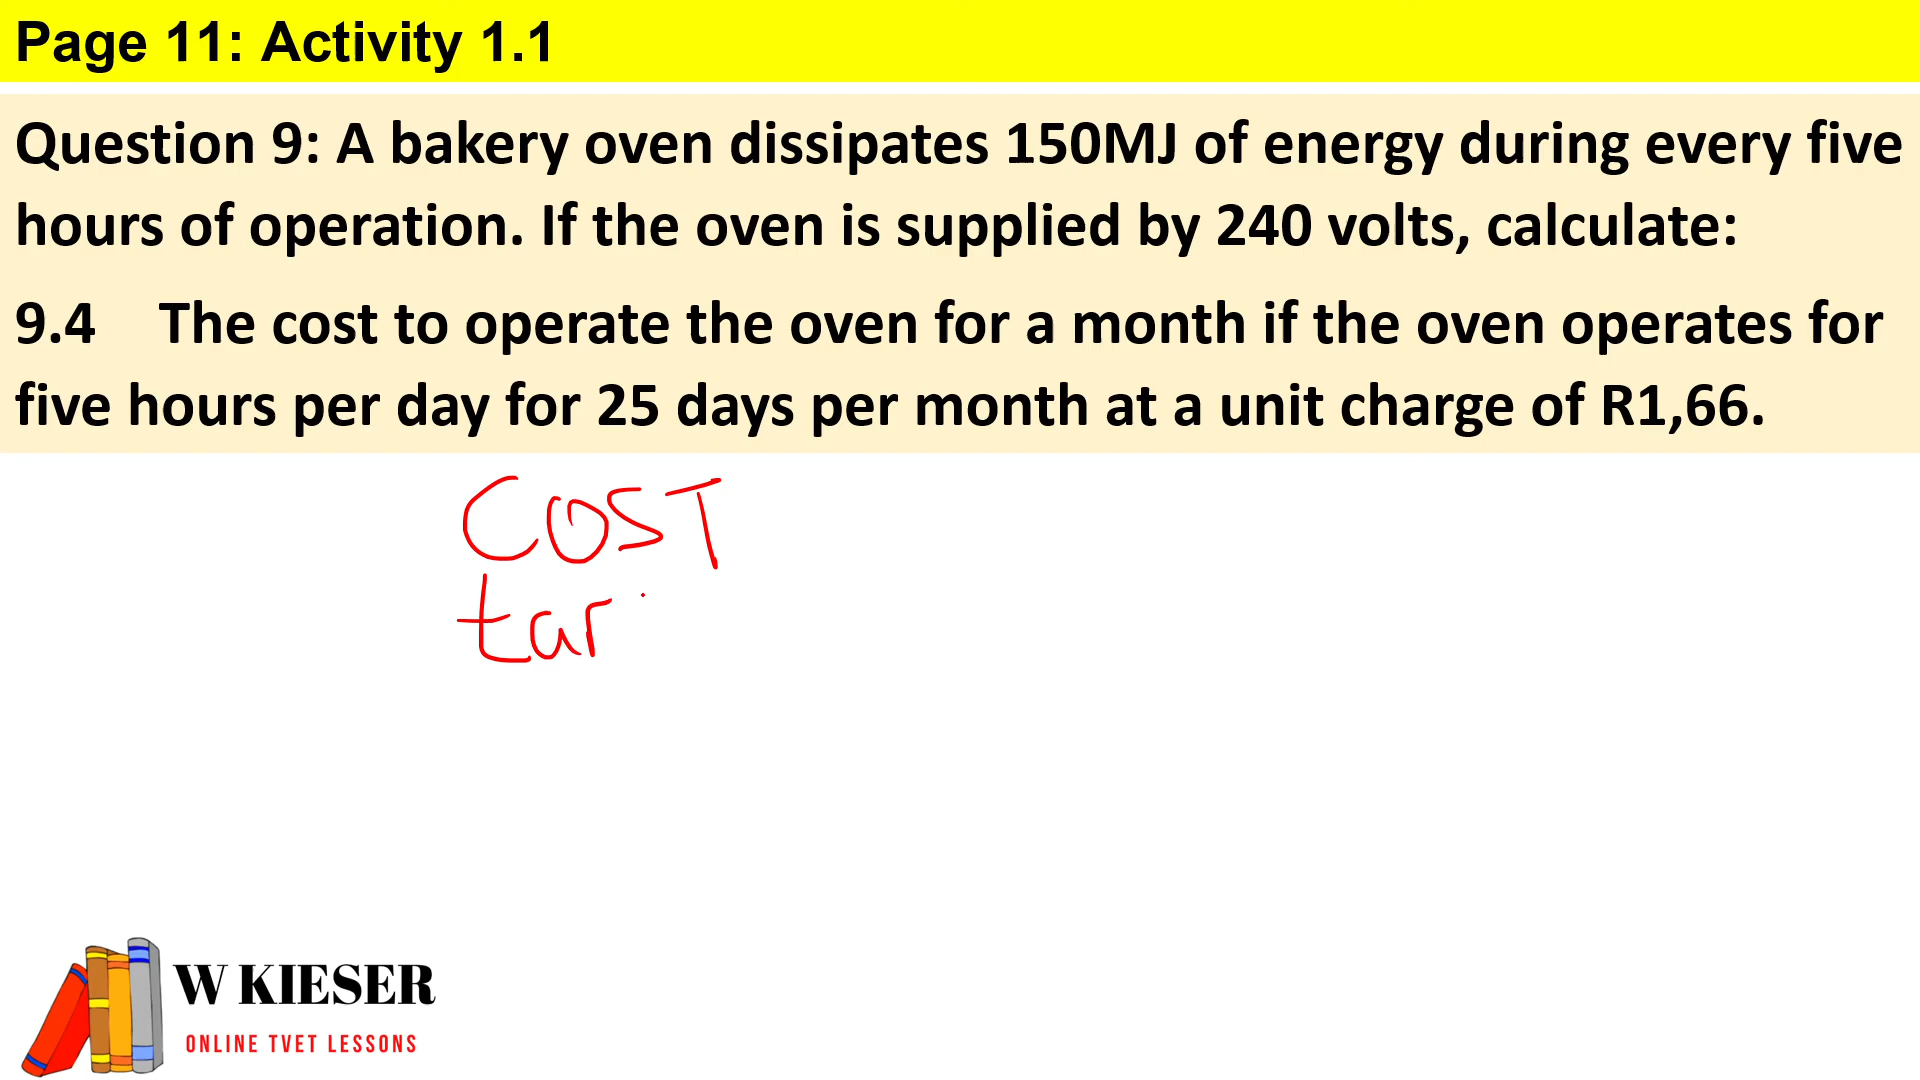 Page 11: Activity 1.1
Question 9: A bakery oven dissipates 150MJ of energy during every five
hours of operation. If the oven is supplied by 240 volts, calculate:
9.4 The cost to operate the oven for a month if the oven operates for
five hours per day for 25 days per month at a unit charge of R1,66.
COST
tar
W KIESER
ONLINE TVET LESSONS